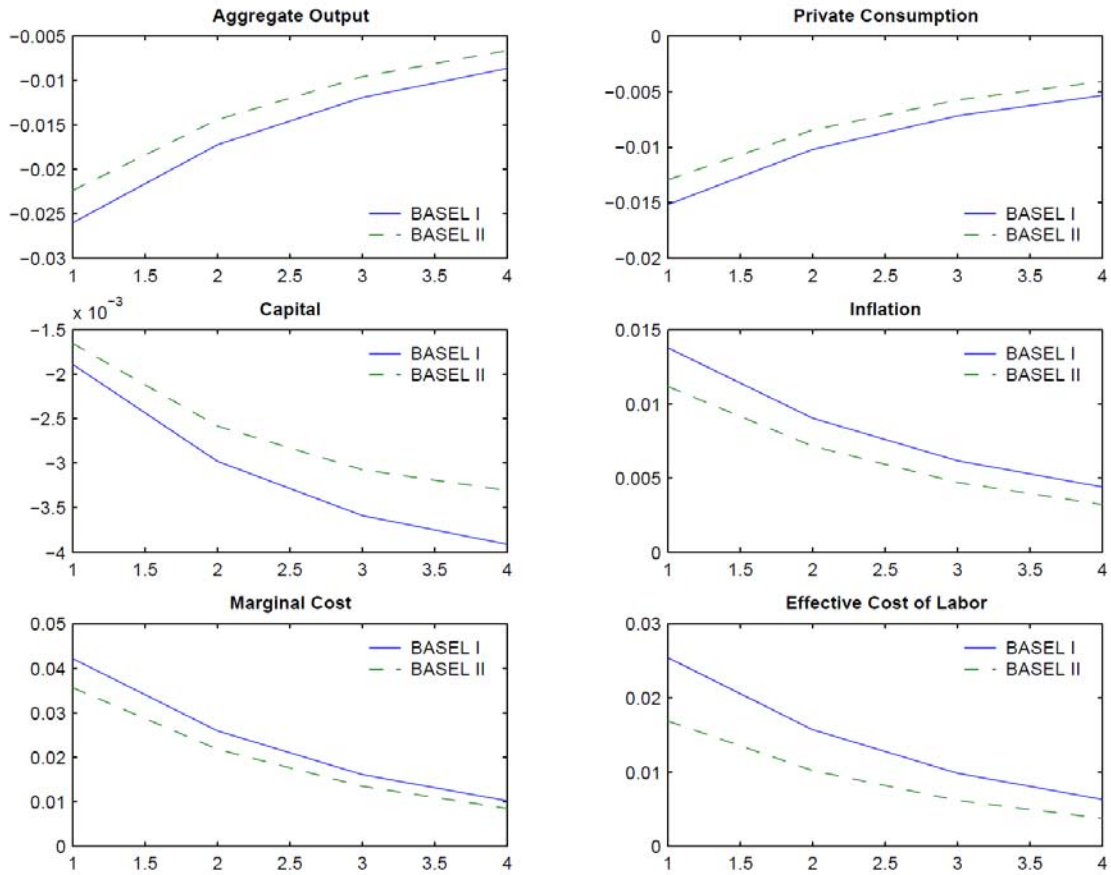 Aggregate Output
−0.005
−0.01
−0.015
−0.02
−0.025
−0.03
BASEL I
BASEL II
1 1.5 2 2.5 3 3.5 4
Private Consumption
0
−0.005
−0.01
−0.015
−0.02
BASEL I
BASEL II
1 1.5 2 2.5 3 3.5 4
x 10−3
Capital
−1.5
−2
−2.5
−3
−3.5
−4
BASEL I
BASEL II
1 1.5 2 2.5 3 3.5 4
Inflation
0.015
0.01
0.005
0
BASEL I
BASEL II
1 1.5 2 2.5 3 3.5 4
Marginal Cost
0.05
0.04
0.03
0.02
0.01
0
BASEL I
BASEL II
1 1.5 2 2.5 3 3.5 4
Effective Cost of Labor
0.03
0.02
0.01
0
BASEL I
BASEL II
1 1.5 2 2.5 3 3.5 4